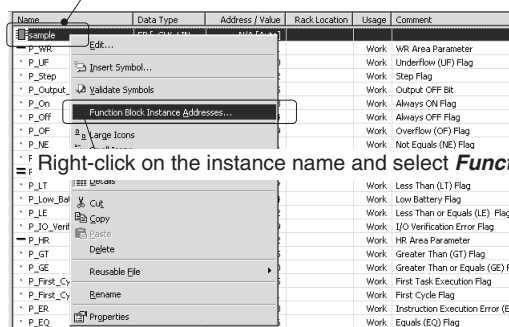 Name Data Type Address / Value Rack Location Usage Comment
sample N/A [Auto]
P_WR Edit... Work WR Area Parameter
P_UF Work Underflow (UF) Flag
P_Step Insert Symbol... Work Step Flag
P_Output_ Validate Symbols Work Output OFF Bit
P_On Work Always ON Flag
P_Off Function Block Instance Addresses... Work Always OFF Flag
P_OF Large Icons Work Overflow (OF) Flag
P_NE Work Not Equals (NE) Flag
Right-click on the instance name and select Funct
P_LT Details Work Less Than (LT) Flag
P_Low_Bat Work Low Battery Flag
P_LE Cut Work Less Than or Equals (LE) Flag
P_IO_Verif Copy Work I/O Verification Error Flag
P_HR Paste Work HR Area Parameter
P_GT Delete Work Greater Than (GT) Flag
P_GE Work Greater Than or Equals (GE) F
P_First_Cy Reusable File Work First Task Execution Flag
P_First_Cy Rename Work First Cycle Flag
P_ER Work Instruction Execution Error (E
P_EQ Properties Work Equals (EQ) Flag